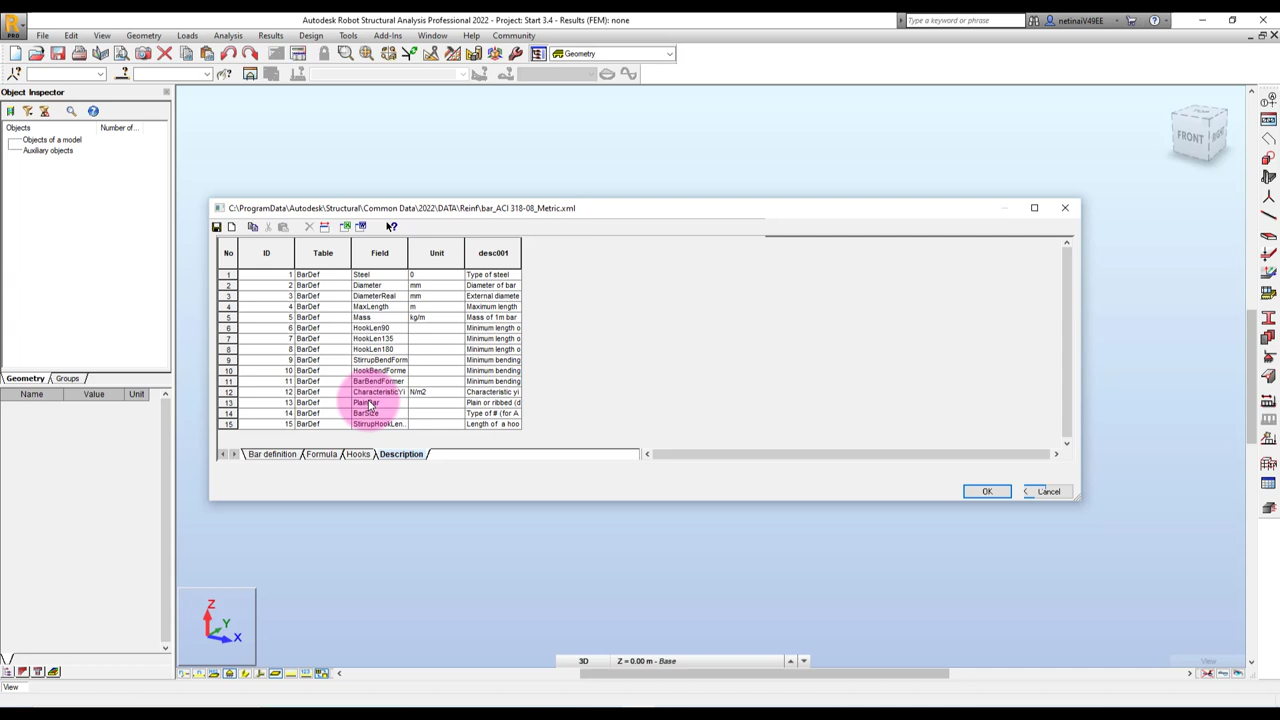 Autodesk Robot Structural Analysis Professional 2022 - Project: Start 3.4 - Results (FEM): none
Type a keyword or phrase
netinaiV49EE
PRO
File Edit View Geometry Loads Analysis Results Design Tools Add-Ins Window Help Community
Geometry
Object Inspector
Objects Number of...
Objects of a model
Auxiliary objects
Geometry Groups
Name Value Unit
FRONT RIGHT
C:\ProgramData\Autodesk\Structural\Common Data\2022\DATA\Reinf\bar_ACI 318-08_Metric.xml
No ID Table Field Unit desc001
1 1 BarDef Steel 0 Type of steel
2 2 BarDef Diameter mm Diameter of bar
3 3 BarDef DiameterReal mm External diamete
4 4 BarDef MaxLength m Maximum length
5 5 BarDef Mass kg/m Mass of 1m bar
6 6 BarDef HookLen90 Minimum length o
7 7 BarDef HookLen135 Minimum length o
8 8 BarDef HookLen180 Minimum length o
9 9 BarDef StirrupBendForm Minimum bending
10 10 BarDef HookBendForme Minimum bending
11 11 BarDef BarBendFormer Minimum bending
12 12 BarDef CharacteristicYi N/m2 Characteristic yi
13 13 BarDef Plain bar Plain or ribbed (d
14 14 BarDef BarSize Type of # (for A
15 15 BarDef StirrupHookLen.. Length of a hoo
Bar definition Formula Hooks Description
OK Cancel
Z
Y
X
3D Z = 0.00 m - Base
View
View